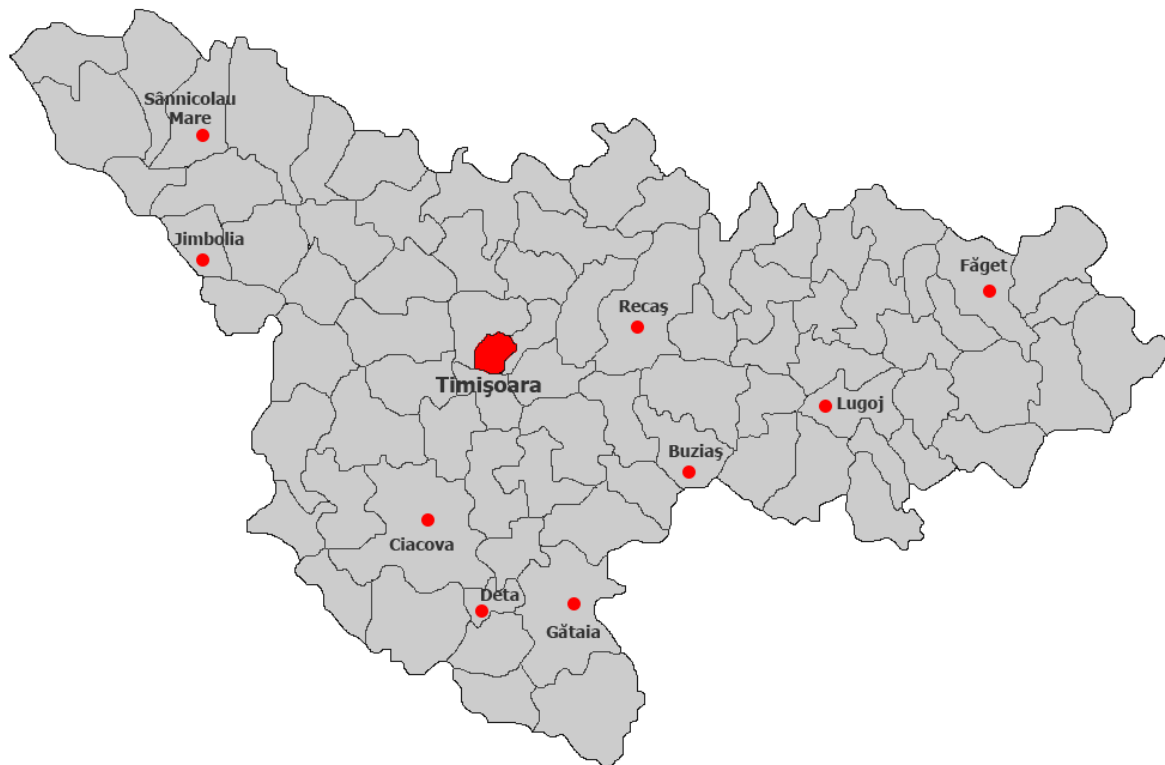 Sânnicolau
Mare
Jimbolia
Făget
Recaş
Timişoara
Lugoj
Buziaş
Ciacova
Deta
Gătaia